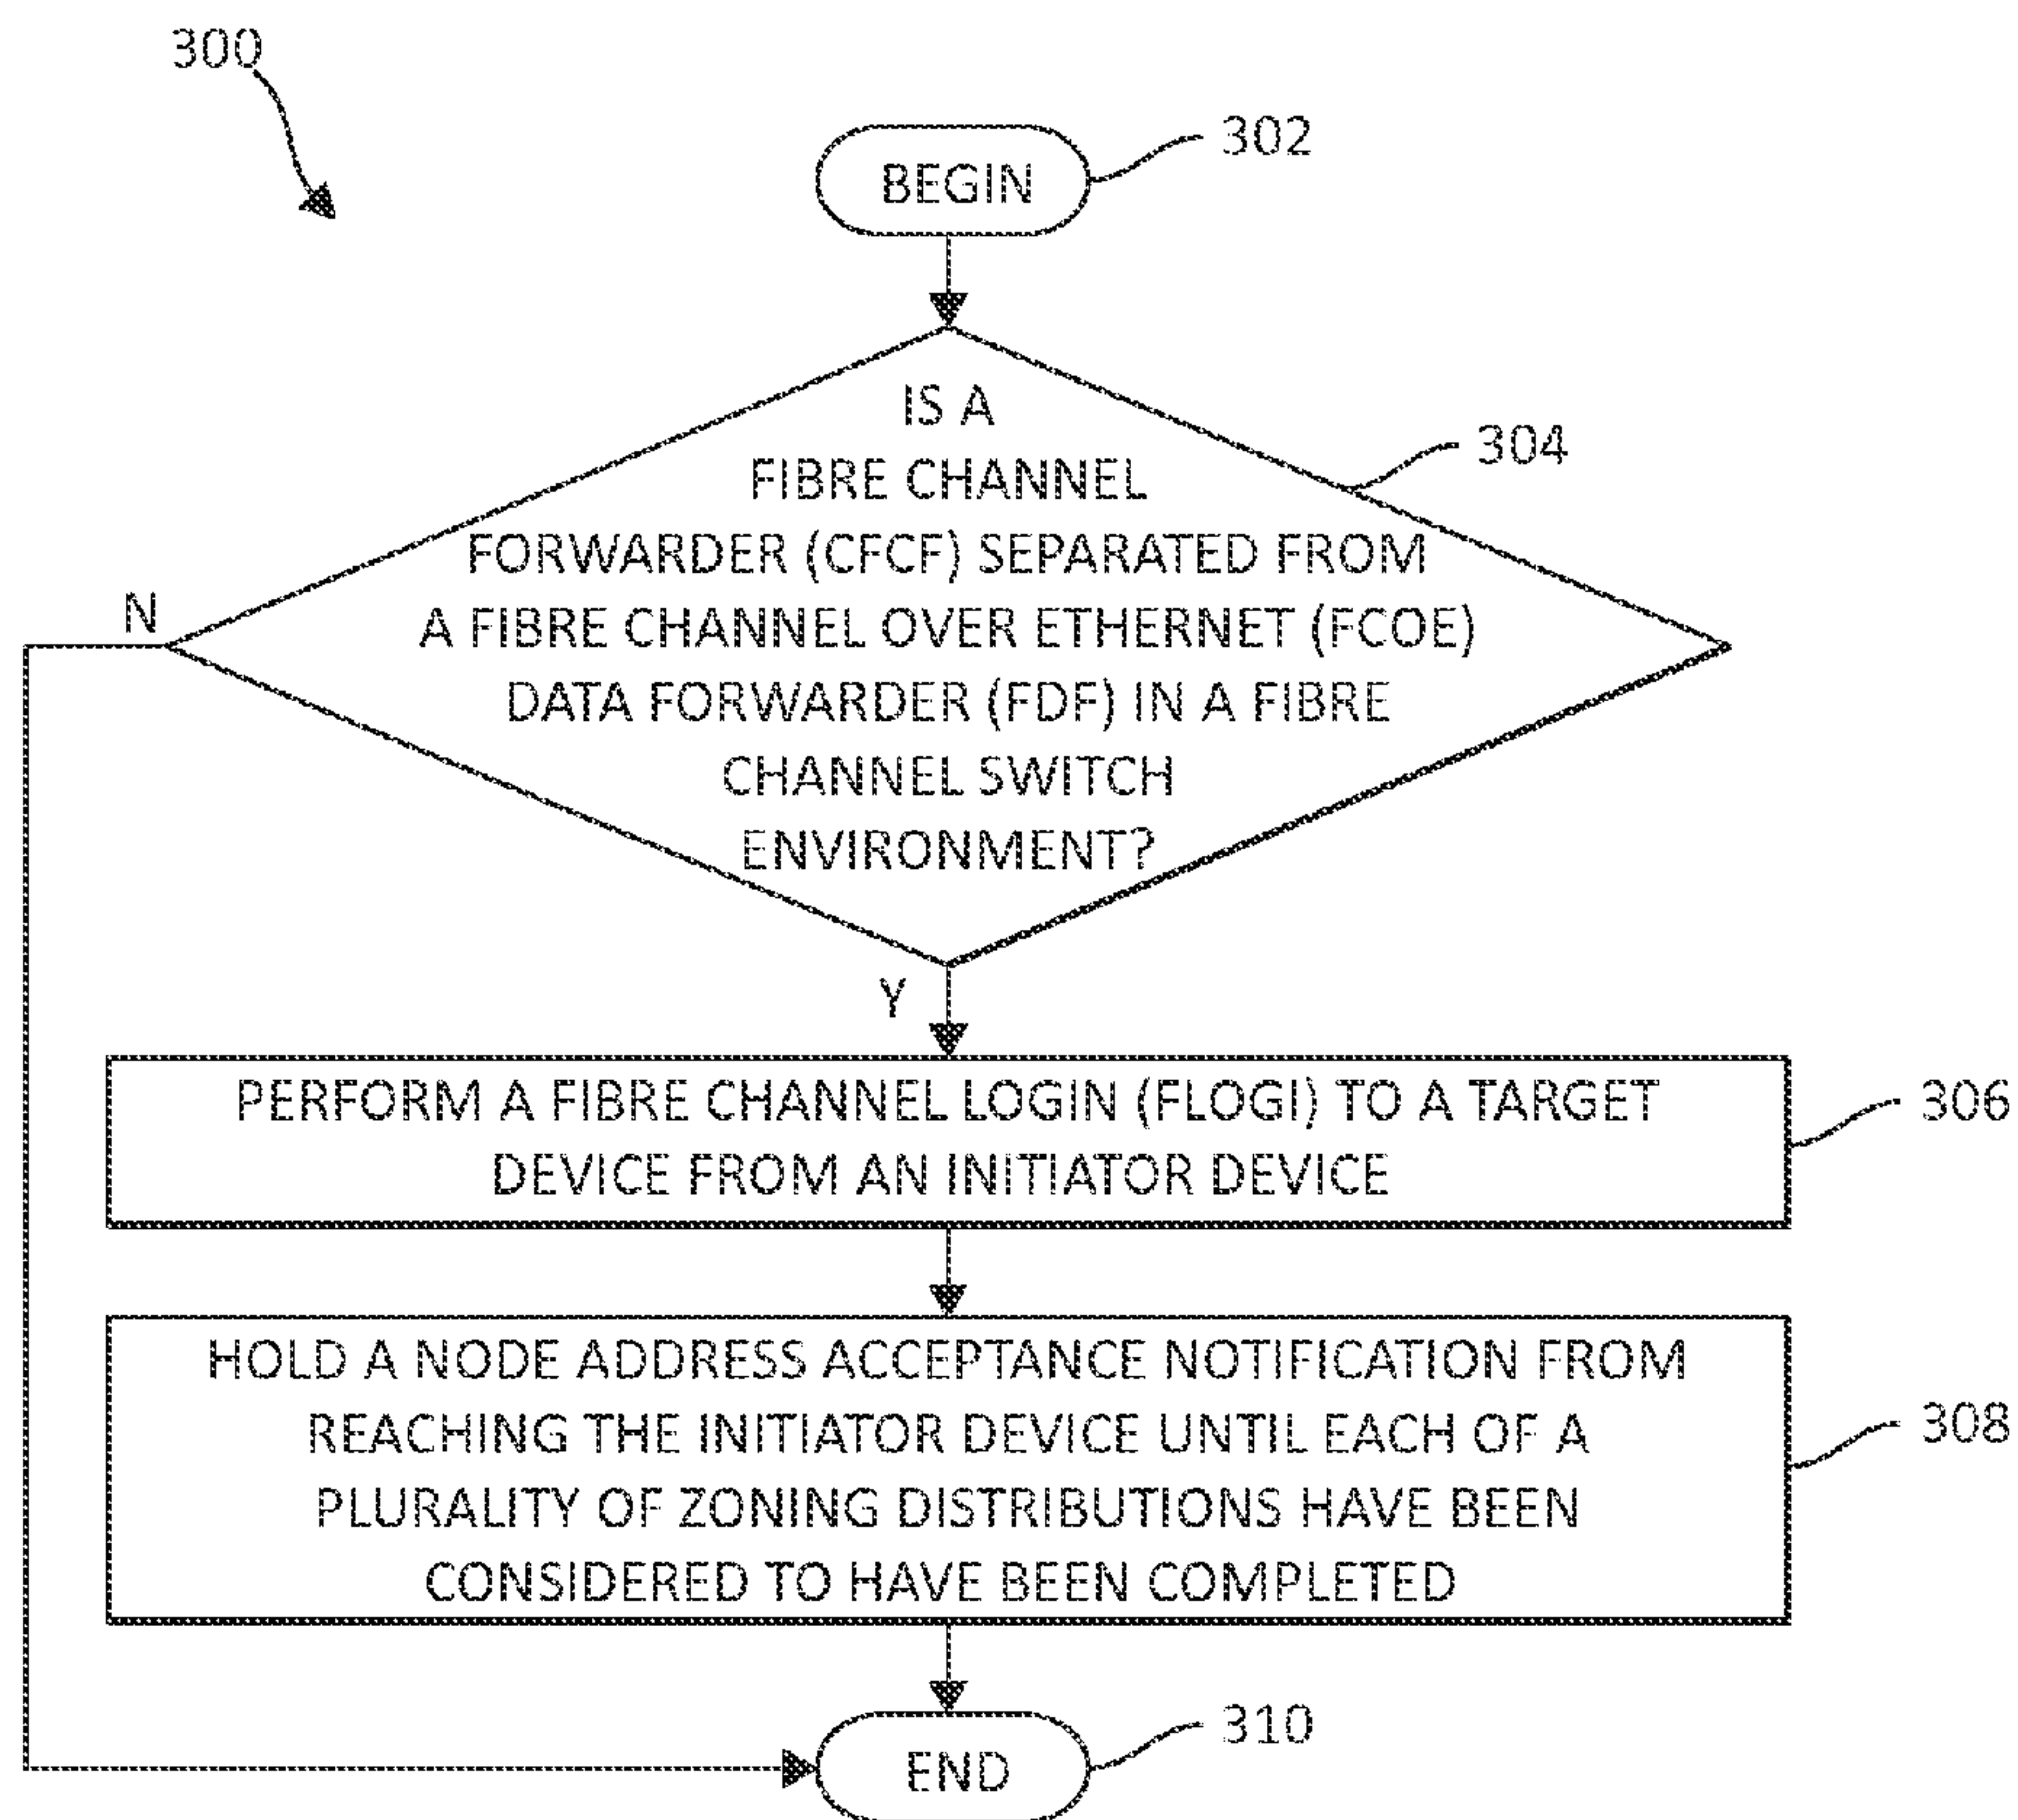 300
BEGIN
302
IS A
FIBRE CHANNEL
FORWARDER (CFCF) SEPARATED FROM
A FIBRE CHANNEL OVER ETHERNET (FCOE)
DATA FORWARDER (FDF) IN A FIBRE
CHANNEL SWITCH
ENVIRONMENT?
304
N
Y
PERFORM A FIBRE CHANNEL LOGIN (FLOGI) TO A TARGET
DEVICE FROM AN INITIATOR DEVICE
306
HOLD A NODE ADDRESS ACCEPTANCE NOTIFICATION FROM
REACHING THE INITIATOR DEVICE UNTIL EACH OF A
PLURALITY OF ZONING DISTRIBUTIONS HAVE BEEN
CONSIDERED TO HAVE BEEN COMPLETED
308
END
310